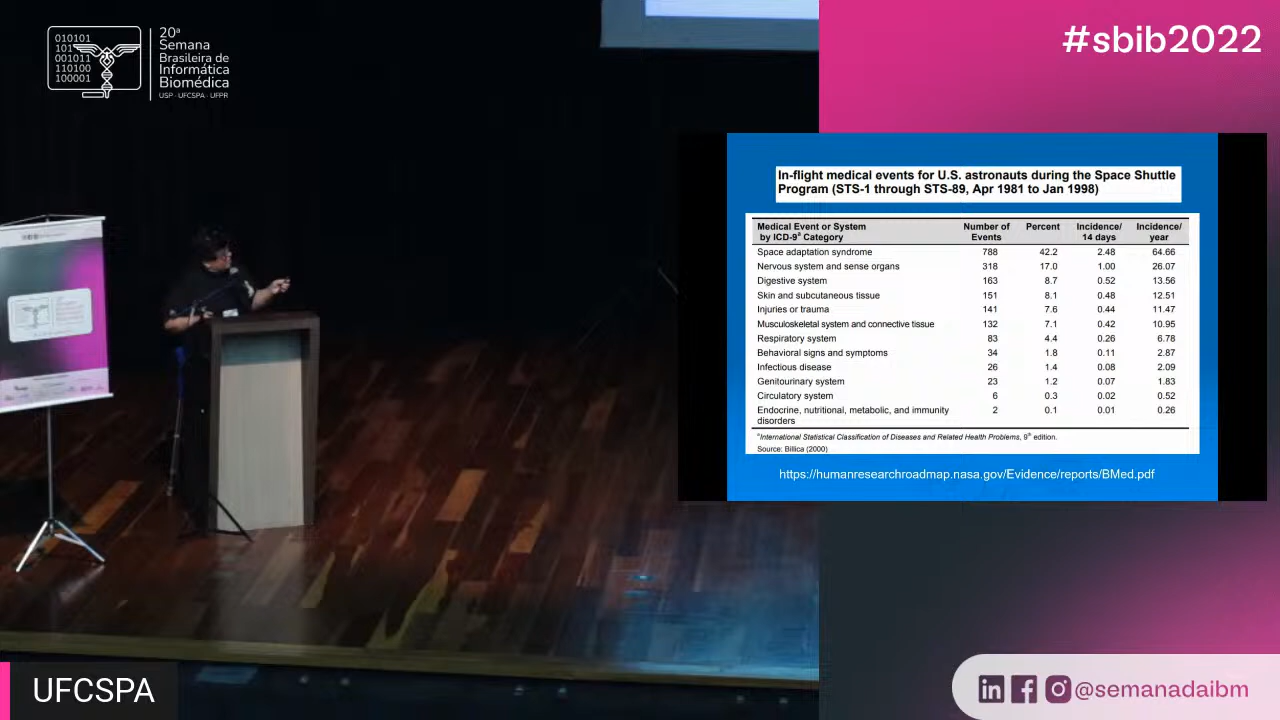 010101
101
001011
110100
100001
20ª
Semana
Brasileira de
Informática
Biomédica
USP · UFCSPA · UFPR
#sbib2022
In-flight medical events for U.S. astronauts during the Space Shuttle
Program (STS-1 through STS-89, Apr 1981 to Jan 1998)
Medical Event or System by ICD-9ª Category Number of Events Percent Incidence/ 14 days Incidence/ year
Space adaptation syndrome 788 42.2 2.48 64.66
Nervous system and sense organs 318 17.0 1.00 26.07
Digestive system 163 8.7 0.52 13.56
Skin and subcutaneous tissue 151 8.1 0.48 12.51
Injuries or trauma 141 7.6 0.44 11.47
Musculoskeletal system and connective tissue 132 7.1 0.42 10.95
Respiratory system 83 4.4 0.26 6.78
Behavioral signs and symptoms 34 1.8 0.11 2.87
Infectious disease 26 1.4 0.08 2.09
Genitourinary system 23 1.2 0.07 1.83
Circulatory system 6 0.3 0.02 0.52
Endocrine, nutritional, metabolic, and immunity 2 0.1 0.01 0.26
disorders
ªInternational Statistical Classification of Diseases and Related Health Problems, 9th edition.
Source: Billica (2000)
https://humanresearchroadmap.nasa.gov/Evidence/reports/BMed.pdf
UFCSPA
@semanadaibm